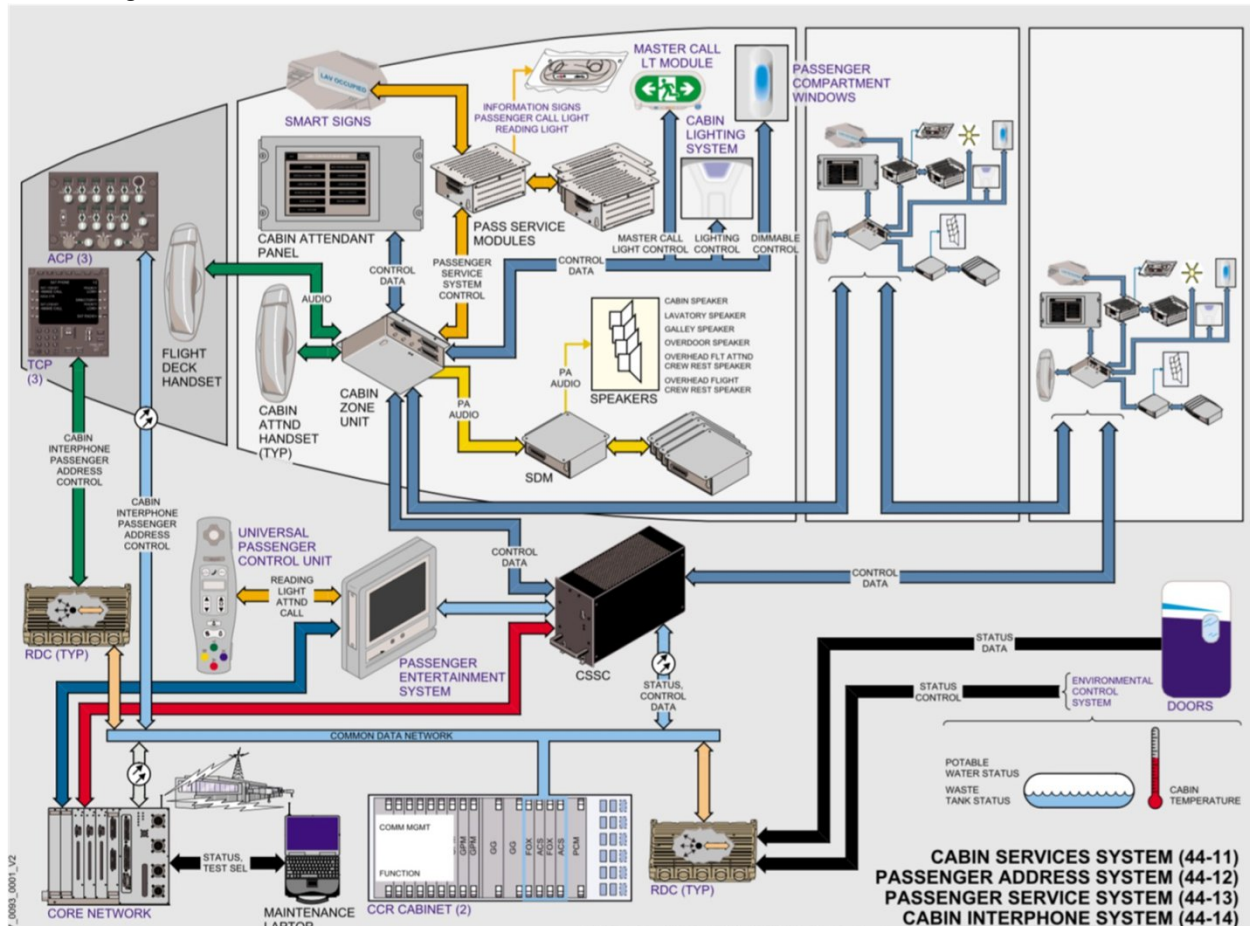 LAV OCCUPIED
SMART SIGNS
INFORMATION SIGNS
PASSENGER CALL LIGHT
READING LIGHT
MASTER CALL
LT MODULE
PASSENGER
COMPARTMENT
WINDOWS
CABIN
LIGHTING
SYSTEM
ACP (3)
CABIN ATTENDANT
PANEL
PASS SERVICE
MODULES
CONTROL
DATA
PASSENGER
SERVICE
SYSTEM
CONTROL
MASTER CALL
LIGHT CONTROL
LIGHTING
CONTROL
DIMMABLE
CONTROL
CONTROL
DATA
AUDIO
TCP
(3)
FLIGHT
DECK
HANDSET
CABIN
ATTND
HANDSET
(TYP)
CABIN
ZONE
UNIT
PA
AUDIO
PA
AUDIO
SPEAKERS
CABIN SPEAKER
LAVATORY SPEAKER
GALLEY SPEAKER
OVERDOOR SPEAKER
OVERHEAD FLT ATTND
CREW REST SPEAKER
OVERHEAD FLIGHT
CREW REST SPEAKER
SDM
CABIN
INTERPHONE
PASSENGER
ADDRESS
CONTROL
CABIN
INTERPHONE
PASSENGER
ADDRESS
CONTROL
UNIVERSAL
PASSENGER
CONTROL UNIT
READING
LIGHT
ATTND
CALL
CONTROL
DATA
CONTROL
DATA
RDC (TYP)
PASSENGER
ENTERTAINMENT
SYSTEM
CSSC
STATUS,
CONTROL
DATA
STATUS
DATA
STATUS
CONTROL
ENVIRONMENTAL
CONTROL
SYSTEM
DOORS
COMMON DATA NETWORK
POTABLE
WATER STATUS
WASTE
TANK STATUS
CABIN
TEMPERATURE
COMM MGMT
FUNCTION
GPM
GPM
GG
GG
FOX
ACS
FOX
ACS
PCM
STATUS,
TEST SEL
CORE NETWORK
MAINTENANCE
LAPTOP
CCR CABINET (2)
RDC (TYP)
CABIN SERVICES SYSTEM (44-11)
PASSENGER ADDRESS SYSTEM (44-12)
PASSENGER SERVICE SYSTEM (44-13)
CABIN INTERPHONE SYSTEM (44-14)
_0093_0001_V2